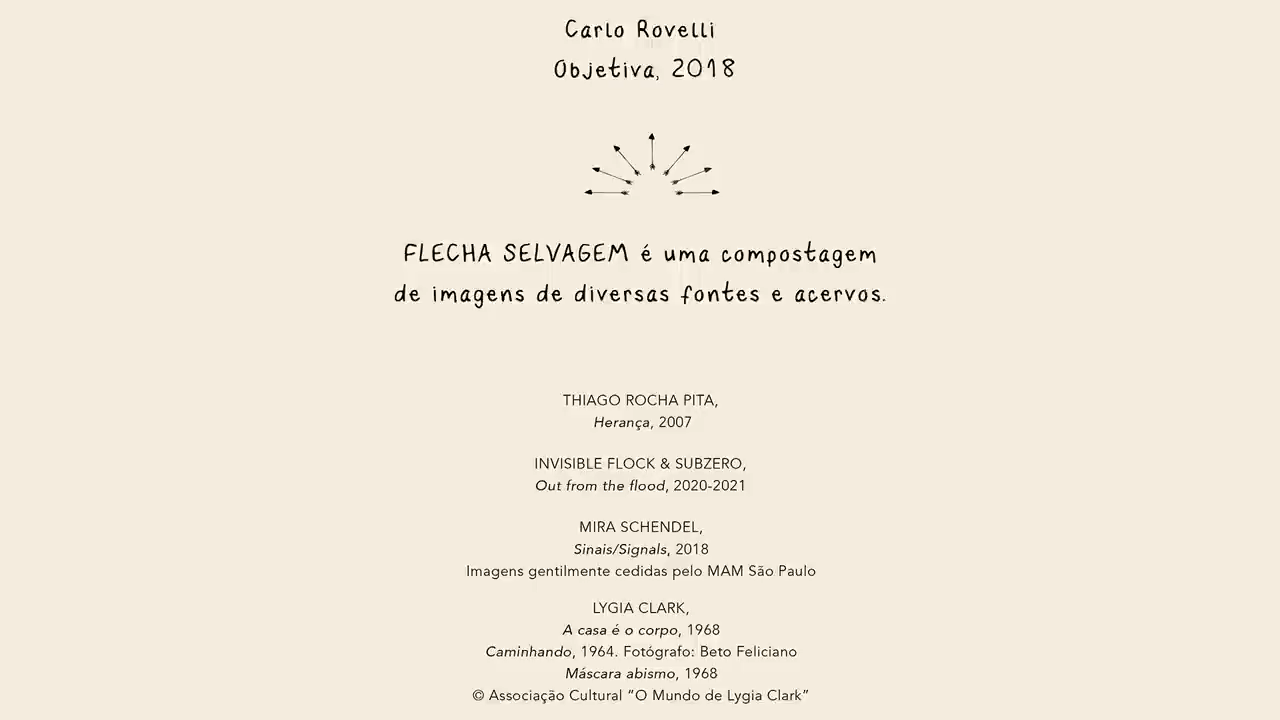 Carlo Rovelli
Objetiva, 2018
FLECHA SELVAGEM é uma compostagem
de imagens de diversas fontes e acervos.
THIAGO ROCHA PITA,
Herança, 2007
INVISIBLE FLOCK & SUBZERO,
Out from the flood, 2020-2021
MIRA SCHENDEL,
Sinais/Signals, 2018
Imagens gentilmente cedidas pelo MAM São Paulo
LYGIA CLARK,
A casa é o corpo, 1968
Caminhando, 1964. Fotógrafo: Beto Feliciano
Máscara abismo, 1968
© Associação Cultural “O Mundo de Lygia Clark”